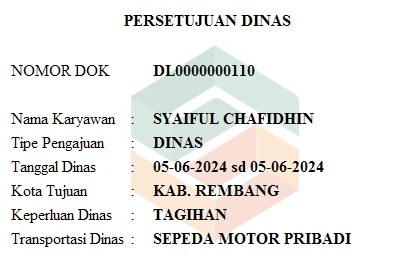 PERSETUJUAN DINAS
NOMOR DOK DL0000000110
Nama Karyawan : SYAIFUL CHAFIDHIN
Tipe Pengajuan : DINAS
Tanggal Dinas : 05-06-2024 sd 05-06-2024
Kota Tujuan : KAB. REMBANG
Keperluan Dinas : TAGIHAN
Transportasi Dinas : SEPEDA MOTOR PRIBADI